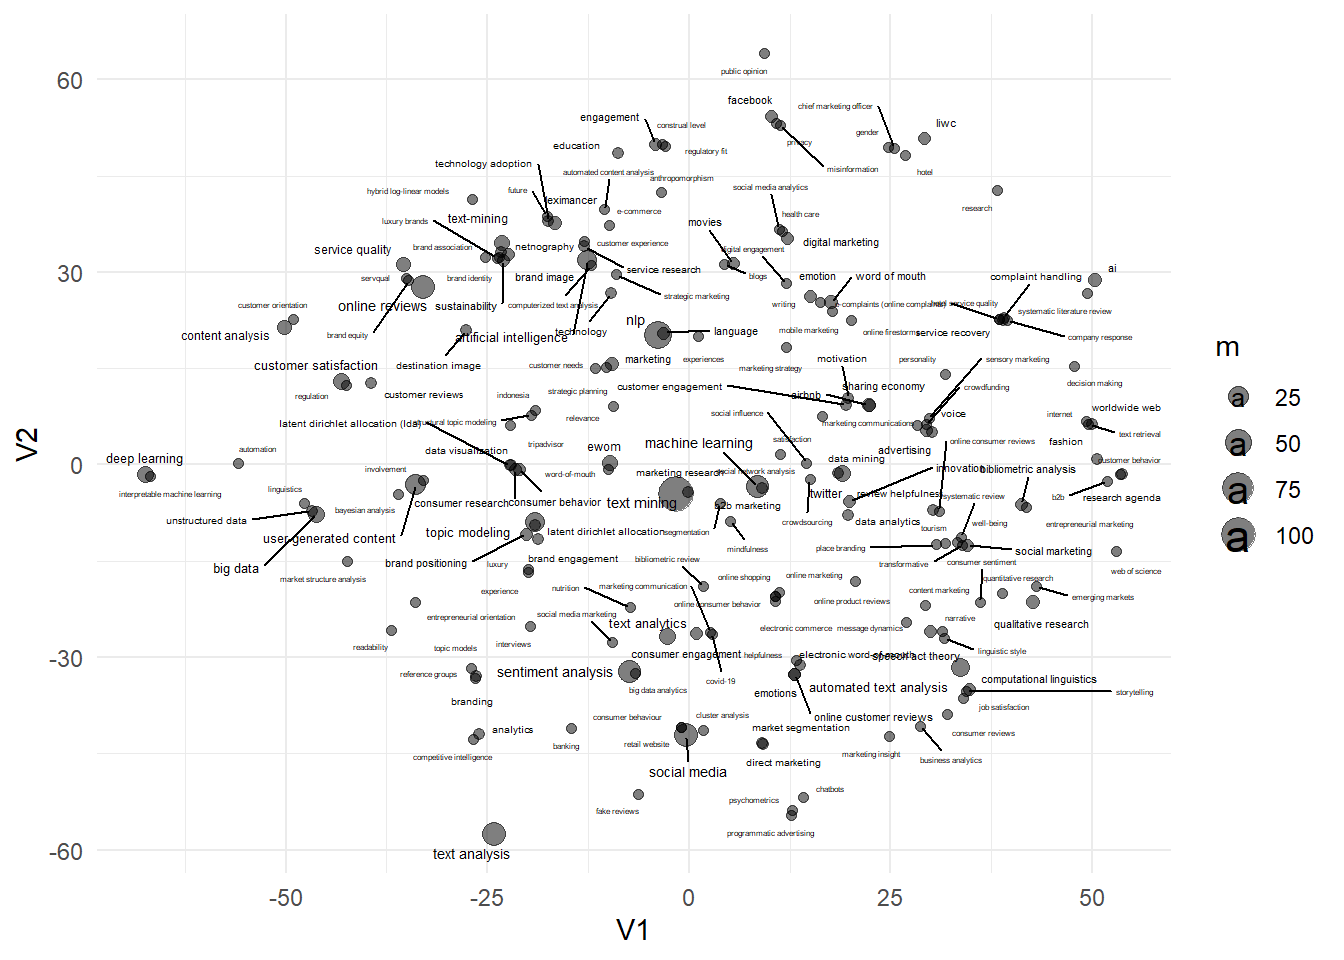 60
30
0
-30
-60
-50
-25
0
25
50
V1
V2
m
25
50
75
100
public opinion
facebook
chief marketing officer
liwc
engagement
construal level
gender
education
regulatory fit
privacy
technology adoption
automated content analysis
misinformation
hotel
anthropomorphism
hybrid log-linear models
future
leximancer
social media analytics
research
luxury brands
text-mining
e-commerce
movies
health care
service quality
brand association
netnography
customer experience
digital engagement
digital marketing
servqual
brand identity
brand image
service research
blogs
emotion
word of mouth
complaint handling
ai
customer orientation
online reviews
sustainability
computerized text analysis
strategic marketing
writing
e-complaints (online complaints)
hotel service quality
systematic literature review
content analysis
brand equity
artificial intelligence
technology
nlp
language
mobile marketing
online firestorms
service recovery
company response
customer satisfaction
destination image
customer needs
marketing
experiences
marketing strategy
motivation
personality
sensory marketing
decision making
regulation
customer reviews
indonesia
strategic planning
customer engagement
airbnb
sharing economy
crowdfunding
latent dirichlet allocation (lda)
structural topic modeling
relevance
social influence
marketing communications
voice
internet
worldwide web
text retrieval
deep learning
automation
data visualization
tripadvisor
ewom
machine learning
satisfaction
advertising
online consumer reviews
fashion
customer behavior
interpretable machine learning
involvement
word-of-mouth
marketing research
social network analysis
data mining
innovation
bibliometric analysis
linguistics
bayesian analysis
consumer research
consumer behavior
text mining
b2b marketing
twitter
review helpfulness
systematic review
b2b
research agenda
unstructured data
user-generated content
topic modeling
latent dirichlet allocation
segmentation
mindfulness
crowdsourcing
data analytics
tourism
well-being
entrepreneurial marketing
big data
market structure analysis
brand positioning
luxury
brand engagement
bibliometric review
online shopping
online marketing
place branding
transformative
social marketing
consumer sentiment
web of science
experience
nutrition
marketing communication
online consumer behavior
online product reviews
content marketing
quantitative research
emerging markets
entrepreneurial orientation
social media marketing
text analytics
electronic commerce
message dynamics
narrative
qualitative research
readability
topic models
interviews
consumer engagement
helpfulness
electronic word-of-mouth
speech act theory
linguistic style
reference groups
sentiment analysis
big data analytics
covid-19
emotions
automated text analysis
computational linguistics
storytelling
branding
consumer behaviour
cluster analysis
online customer reviews
job satisfaction
analytics
banking
retail website
market segmentation
consumer reviews
competitive intelligence
social media
direct marketing
marketing insight
business analytics
fake reviews
psychometrics
chatbots
programmatic advertising
text analysis